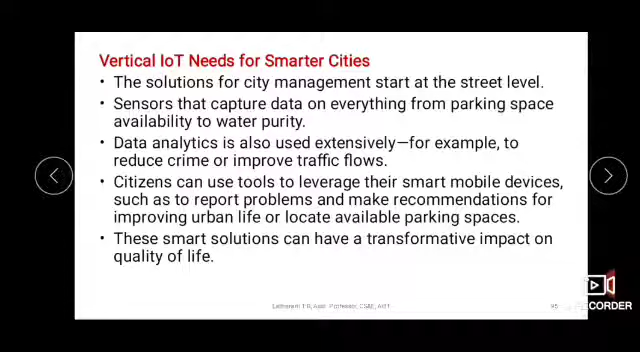 Vertical IoT Needs for Smarter Cities
• The solutions for city management start at the street level.
• Sensors that capture data on everything from parking space
availability to water purity.
• Data analytics is also used extensively—for example, to
reduce crime or improve traffic flows.
• Citizens can use tools to leverage their smart mobile devices,
such as to report problems and make recommendations for
improving urban life or locate available parking spaces.
• These smart solutions can have a transformative impact on
quality of life.
Professor, CS&E,
RECORDER